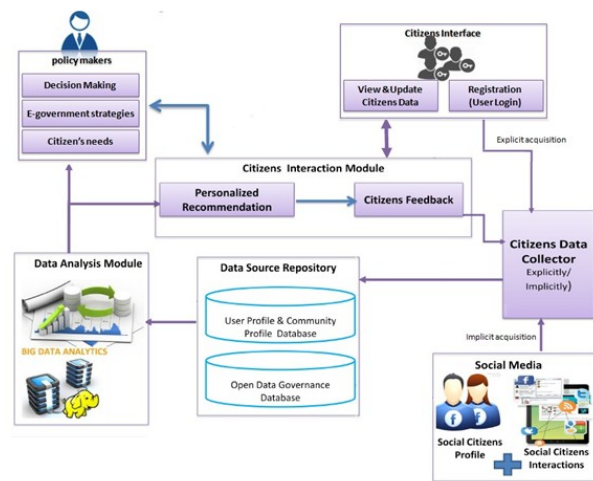 policy makers
Decision Making
E-government strategies
Citizen's needs
Citizens Interface
View & Update
Citizens Data
Registration
(User Login)
Explicit acquisition
Citizens Interaction Module
Personalized
Recommendation
Citizens Feedback
Citizens Data
Collector
Explicitly/
Implicitly)
Data Analysis Module
BIG DATA ANALYTICS
Data Source Repository
User Profile & Community
Profile Database
Open Data Governance
Database
Implicit acquisition
Social Media
Social Citizens
Profile
Social Citizens
Interactions